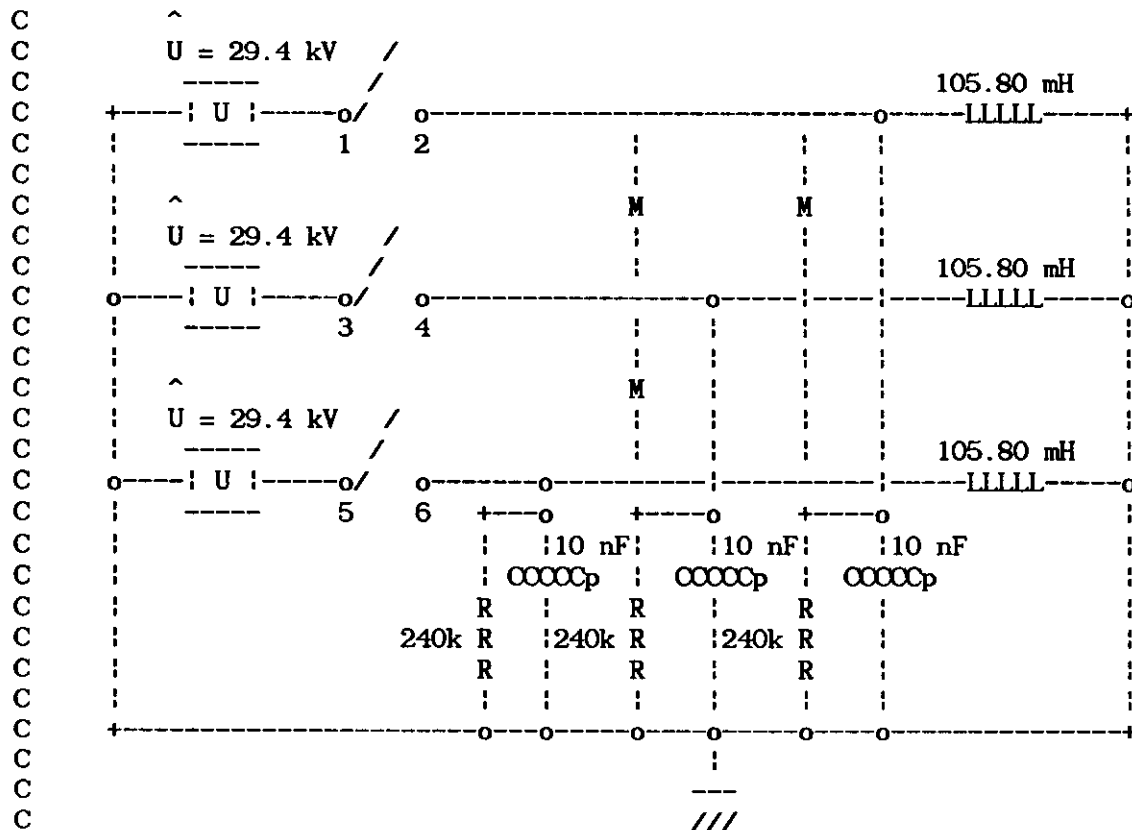 C ^
C U = 29.4 kV /
C ----- / 105.80 mH
C +----¦ U ¦-----o/ o-----------------------------o-----LLLLL-----+
C ¦ ----- 1 2 ¦ ¦ ¦ ¦
C ¦ ¦ ¦ ¦ ¦
C ¦ ^ M M ¦ ¦
C ¦ U = 29.4 kV / ¦ ¦ ¦ ¦
C ¦ ----- / ¦ ¦ ¦ 105.80 mH ¦
C o----¦ U ¦-----o/ o------------------o-----¦----¦-----LLLLL-----o
C ¦ ----- 3 4 ¦ ¦ ¦ ¦ ¦
C ¦ ¦ ¦ ¦ ¦ ¦
C ¦ ^ M ¦ ¦ ¦ ¦
C ¦ U = 29.4 kV / ¦ ¦ ¦ ¦ ¦
C ¦ ----- / ¦ ¦ ¦ 105.80 mH ¦
C o----¦ U ¦-----o/ o-------o----------¦----------¦-----LLLLL-----o
C ¦ ----- 5 6 +---o +----o +----o ¦
C ¦ ¦ ¦10 nF¦ ¦10 nF¦ ¦10 nF ¦
C ¦ ¦ CCCCCp ¦ CCCCCp ¦ CCCCCp ¦
C ¦ R ¦ R ¦ R ¦ ¦
C ¦ 240k R ¦240k R ¦240k R ¦ ¦
C ¦ R ¦ R ¦ R ¦ ¦
C ¦ ¦ ¦ ¦ ¦ ¦ ¦ ¦
C +-----------------------o---o-----o----o-----o----o---------------+
C ¦
C ---
C ///